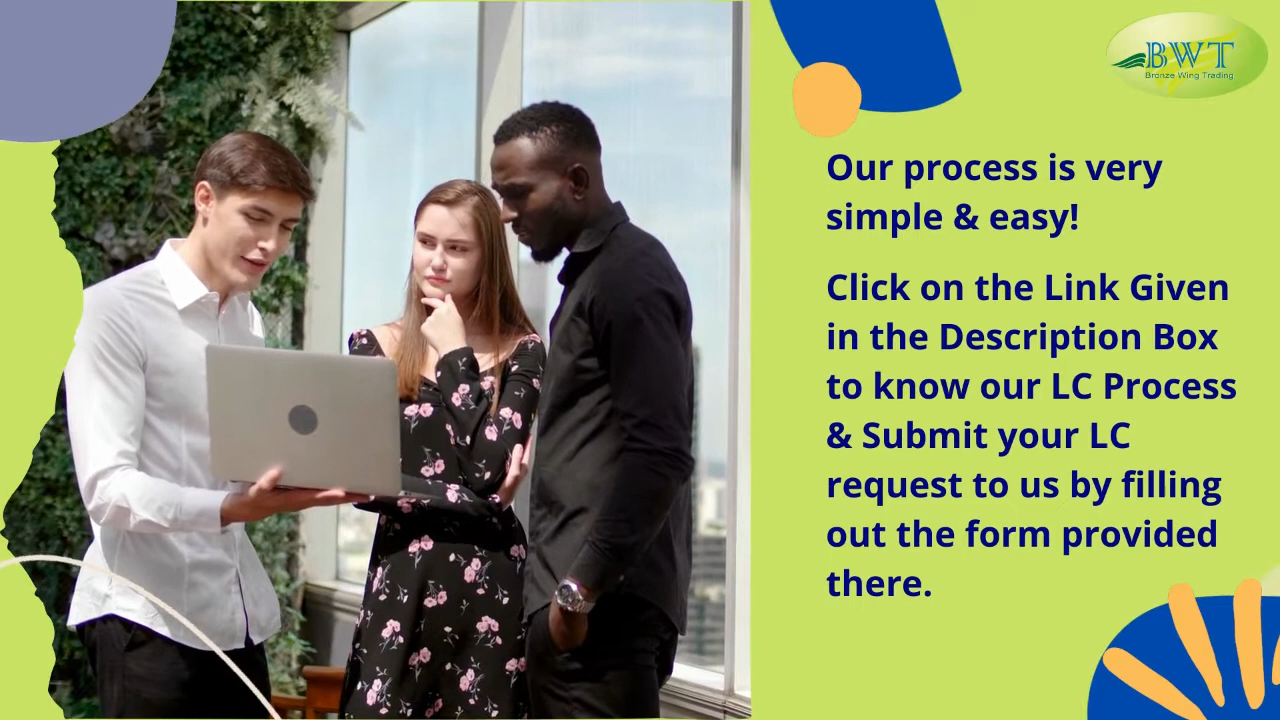 BWT
Bronze Wing Trading
Our process is very
simple & easy!
Click on the Link Given
in the Description Box
to know our LC Process
& Submit your LC
request to us by filling
out the form provided
there.